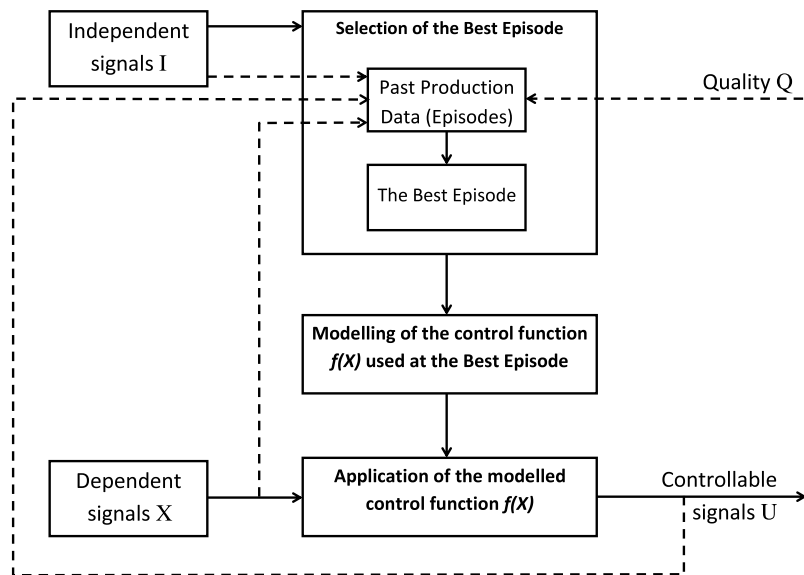 Independent
signals I
Selection of the Best Episode
Past Production
Data (Episodes)
Quality Q
The Best Episode
Modelling of the control function
f(X) used at the Best Episode
Dependent
signals X
Application of the modelled
control function f(X)
Controllable
signals U